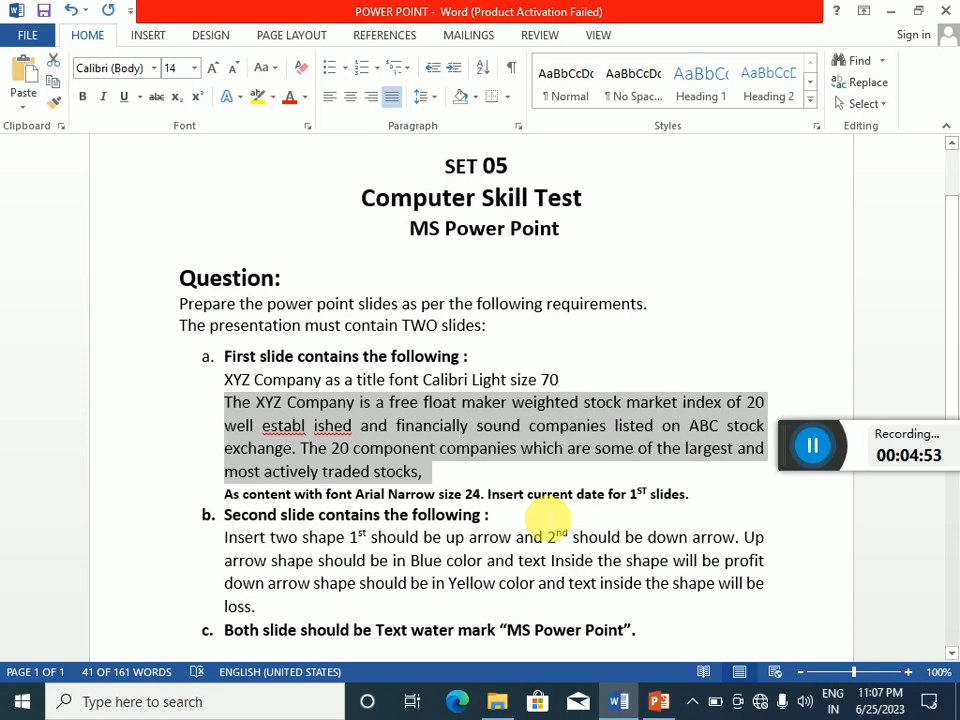 POWER POINT - Word (Product Activation Failed)
FILE HOME INSERT DESIGN PAGE LAYOUT REFERENCES MAILINGS REVIEW VIEW Sign in
Calibri (Body) 14 Aa Find
Paste Replace
B I U abc X₂ X² A A Select
AaBbCcDc AaBbCcDc AaBbC AaBbCcD
¶ Normal ¶ No Spac... Heading 1 Heading 2
Clipboard Font Paragraph Styles Editing
SET 05
Computer Skill Test
MS Power Point
Question:
Prepare the power point slides as per the following requirements.
The presentation must contain TWO slides:
a. First slide contains the following :
XYZ Company as a title font Calibri Light size 70
The XYZ Company is a free float maker weighted stock market index of 20
well establ ished and financially sound companies listed on ABC stock
exchange. The 20 component companies which are some of the largest and
most actively traded stocks,
As content with font Arial Narrow size 24. Insert current date for 1ST slides.
b. Second slide contains the following :
Insert two shape 1st should be up arrow and 2nd should be down arrow. Up
arrow shape should be in Blue color and text Inside the shape will be profit
down arrow shape should be in Yellow color and text inside the shape will be
loss.
c. Both slide should be Text water mark “MS Power Point”.
Recording...
00:04:53
PAGE 1 OF 1 41 OF 161 WORDS ENGLISH (UNITED STATES) 100%
Type here to search
ENG
IN
11:07 PM
6/25/2023